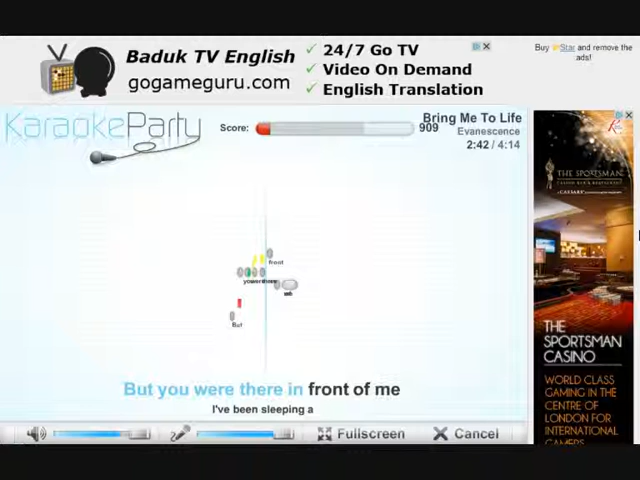 Baduk TV English
gogameguru.com
✓ 24/7 Go TV
✓ Video On Demand
✓ English Translation
Buy Star and remove the ads!
KaraokeParty
Score:
909
Bring Me To Life
Evanescence
2:42 / 4:14
front
But
THE SPORTSMAN
THE
SPORTSMAN
CASINO
WORLD CLASS
GAMING IN THE
CENTRE OF
LONDON FOR
INTERNATIONAL
GAMERS
But you were there in front of me
I've been sleeping a
Fullscreen
Cancel